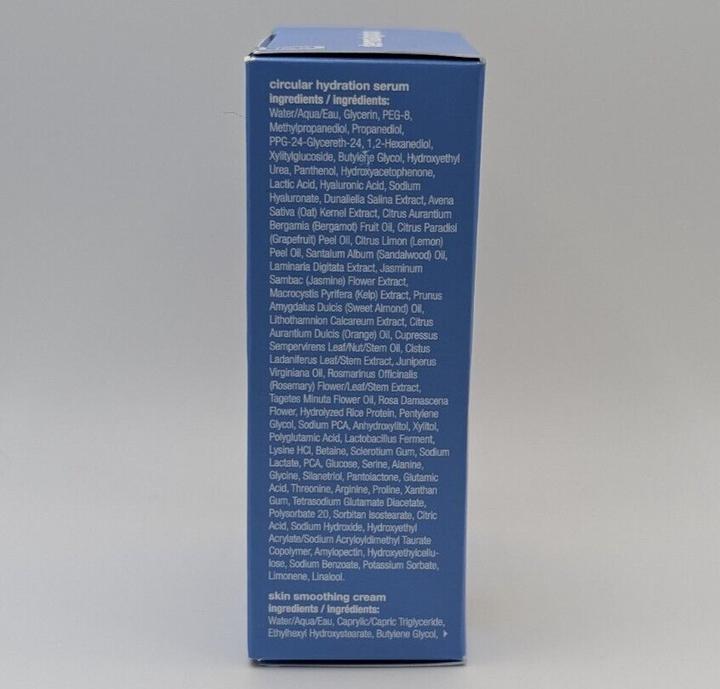 circular hydration serum
ingredients / ingrédients:
Water/Aqua/Eau, Glycerin, PEG-8,
Methylpropanediol, Propanediol,
PPG-24-Glycereth-24, 1,2-Hexanediol,
Xylitylglucoside, Butylene Glycol, Hydroxyethyl
Urea, Panthenol, Hydroxyacetophenone,
Lactic Acid, Hyaluronic Acid, Sodium
Hyaluronate, Dunaliella Salina Extract, Avena
Sativa (Oat) Kernel Extract, Citrus Aurantium
Bergamia (Bergamot) Fruit Oil, Citrus Paradisi
(Grapefruit) Peel Oil, Citrus Limon (Lemon)
Peel Oil, Santalum Album (Sandalwood) Oil,
Laminaria Digitata Extract, Jasminum
Sambac (Jasmine) Flower Extract,
Macrocystis Pyrifera (Kelp) Extract, Prunus
Amygdalus Dulcis (Sweet Almond) Oil,
Lithothamnion Calcareum Extract, Citrus
Aurantium Dulcis (Orange) Oil, Cupressus
Sempervirens Leaf/Nut/Stem Oil, Cistus
Ladaniferus Leaf/Stem Extract, Juniperus
Virginiana Oil, Rosmarinus Officinalis
(Rosemary) Flower/Leaf/Stem Extract,
Tagetes Minuta Flower Oil, Rosa Damascena
Flower, Hydrolyzed Rice Protein, Pentylene
Glycol, Sodium PCA, Anhydroxylitol, Xylitol,
Polyglutamic Acid, Lactobacillus Ferment,
Lysine HCl, Betaine, Sclerotium Gum, Sodium
Lactate, PCA, Glucose, Serine, Alanine,
Glycine, Silanetriol, Pantolactone, Glutamic
Acid, Threonine, Arginine, Proline, Xanthan
Gum, Tetrasodium Glutamate Diacetate,
Polysorbate 20, Sorbitan Isostearate, Citric
Acid, Sodium Hydroxide, Hydroxyethyl
Acrylate/Sodium Acryloyldimethyl Taurate
Copolymer, Amylopectin, Hydroxyethylcellu-
lose, Sodium Benzoate, Potassium Sorbate,
Limonene, Linalool.
skin smoothing cream
ingredients / ingrédients:
Water/Aqua/Eau, Caprylic/Capric Triglyceride,
Ethylhexyl Hydroxystearate, Butylene Glycol,